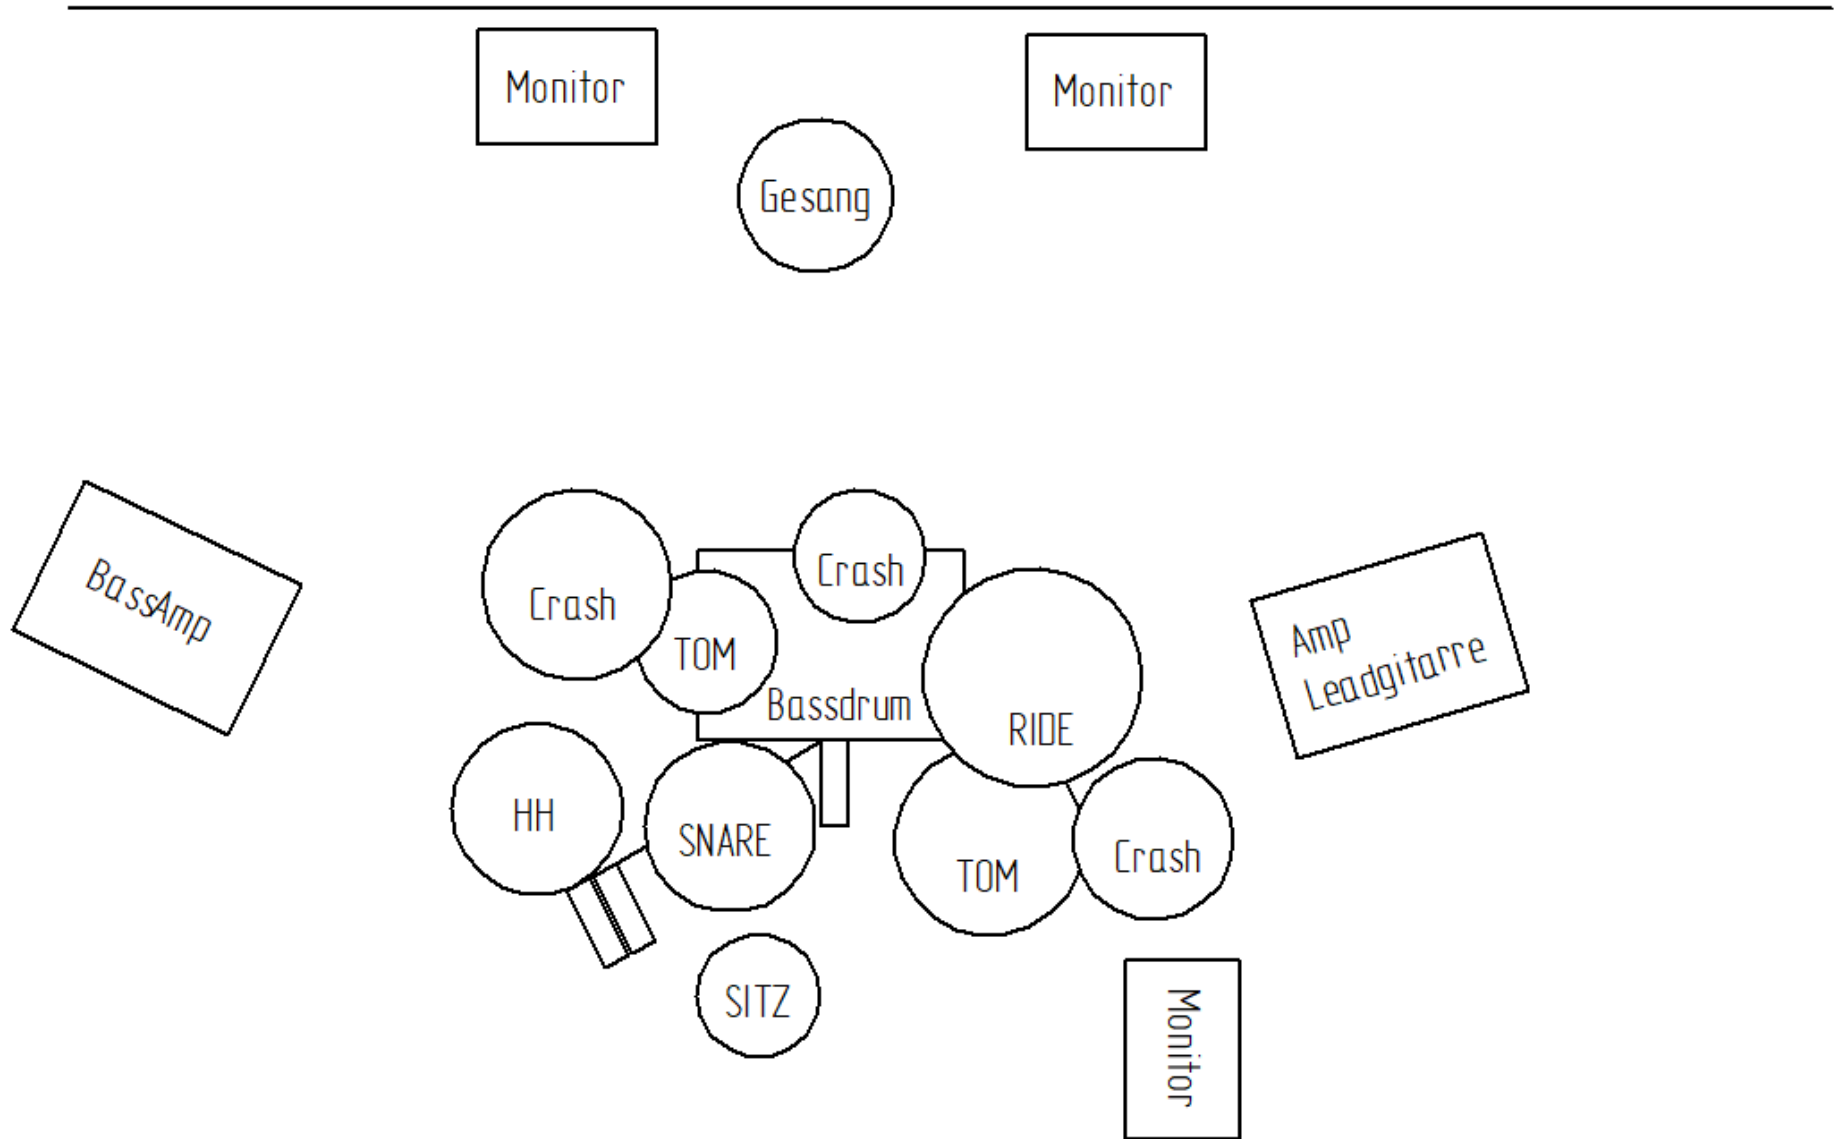 Monitor
Monitor
Gesang
BassAmp
Crash
Crash
TOM
Bassdrum
RIDE
Amp
Leadgitarre
HH
SNARE
TOM
Crash
SITZ
Monitor